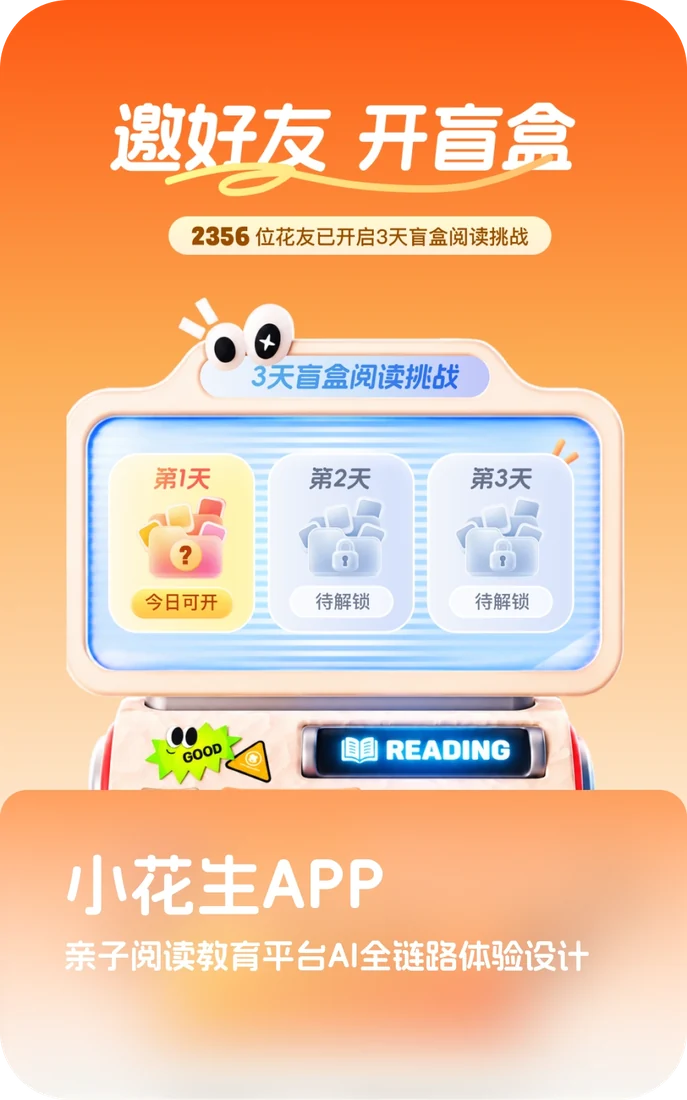 邀好友 开盲盒
2356 位花友已开启3天盲盒阅读挑战
3天盲盒阅读挑战
第1天
第2天
第3天
?
今日可开
待解锁
待解锁
GOOD
READING
小花生APP
亲子阅读教育平台AI全链路体验设计